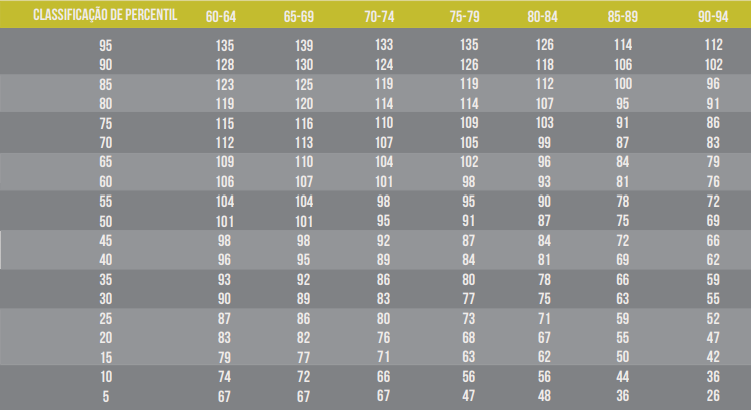 CLASSIFICAÇÃO DE PERCENTIL 60-64 65-69 70-74 75-79 80-84 85-89 90-94
95 135 139 133 135 126 114 112
90 128 130 124 126 118 106 102
85 123 125 119 119 112 100 96
80 119 120 114 114 107 95 91
75 115 116 110 109 103 91 86
70 112 113 107 105 99 87 83
65 109 110 104 102 96 84 79
60 106 107 101 98 93 81 76
55 104 104 98 95 90 78 72
50 101 101 95 91 87 75 69
45 98 98 92 87 84 72 66
40 96 95 89 84 81 69 62
35 93 92 86 80 78 66 59
30 90 89 83 77 75 63 55
25 87 86 80 73 71 59 52
20 83 82 76 68 67 55 47
15 79 77 71 63 62 50 42
10 74 72 66 56 56 44 36
5 67 67 67 47 48 36 26